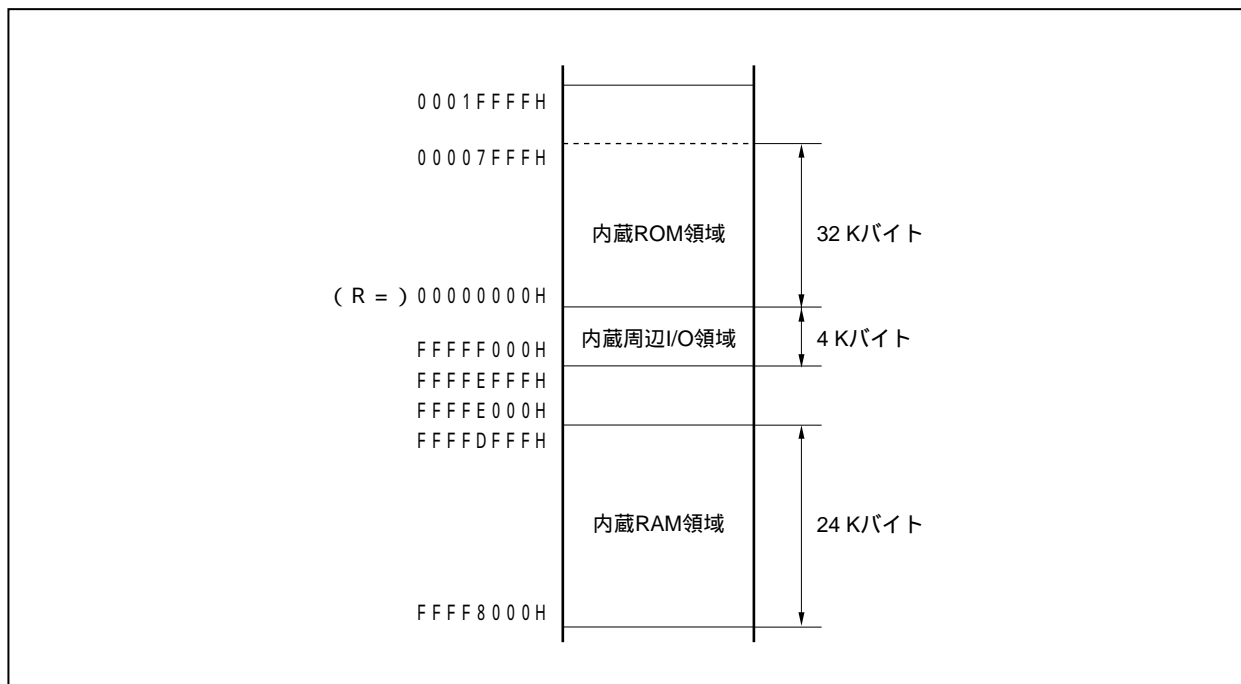 0001FFFFH
00007FFFH
内蔵ROM領域
32 Kバイト
(R=)00000000H
内蔵周辺I/O領域
4 Kバイト
FFFFF000H
FFFFEFFFH
FFFFE000H
FFFFDFFFH
内蔵RAM領域
24 Kバイト
FFFF8000H